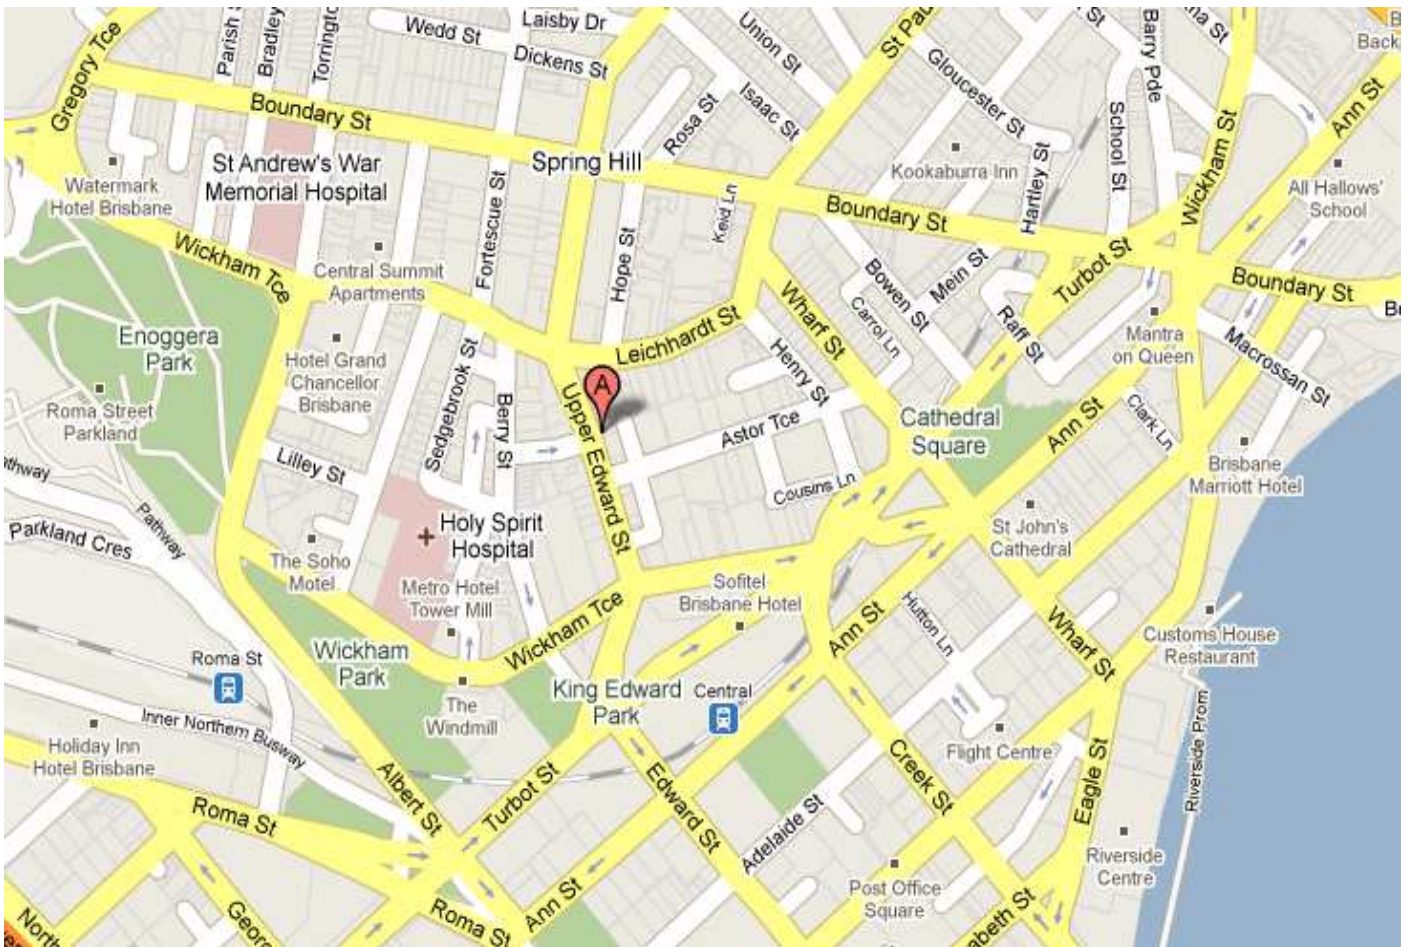 Gregory Tce
Parish St
Bradley
Torrington
Wedd St
Laisby Dr
Dickens St
Union St
Isaac St
Rosa St
St Pau
Gloucester St
Barry Pde
School St
Hartley St
Wickham St
Ann St
Back
Boundary St
St Andrew's War
Memorial Hospital
Spring Hill
Kookaburra Inn
All Hallows'
School
Watermark
Hotel Brisbane
Wickham Tce
Fortescue St
Hope St
Keid Ln
Boundary St
Turbot St
Boundary St
Central Summit
Apartments
Bowen St
Mein St
Carrol Ln
Raff St
Wharf St
Leichhardt St
Henry St
Mantra
on Queen
Macrossan St
Enoggera
Park
Hotel Grand
Chancellor
Brisbane
Roma Street
Parkland
Sedgebrook St
Berry St
A
Upper Edward St
Astor Tce
Cathedral
Square
Ann St
Clark Ln
Brisbane
Marriott Hotel
Lilley St
Cousins Ln
Pathway
Parkland Cres
Holy Spirit
Hospital
St John's
Cathedral
The Soho
Motel
Metro Hotel
Tower Mill
Sofitel
Brisbane Hotel
Wickham Tce
Ann St
Hutton Ln
Wharf St
Customs House
Restaurant
Wickham
Park
Roma St
King Edward
Park
Central
The
Windmill
Inner Northern Busway
Holiday Inn
Hotel Brisbane
Flight Centre
Riverside Prom
Albert St
Turbot St
Edward St
Creek St
Eagle St
Roma St
Adelaide St
Riverside
Centre
Post Office
Square
Roma St
Ann St
Geor
North
abeth St